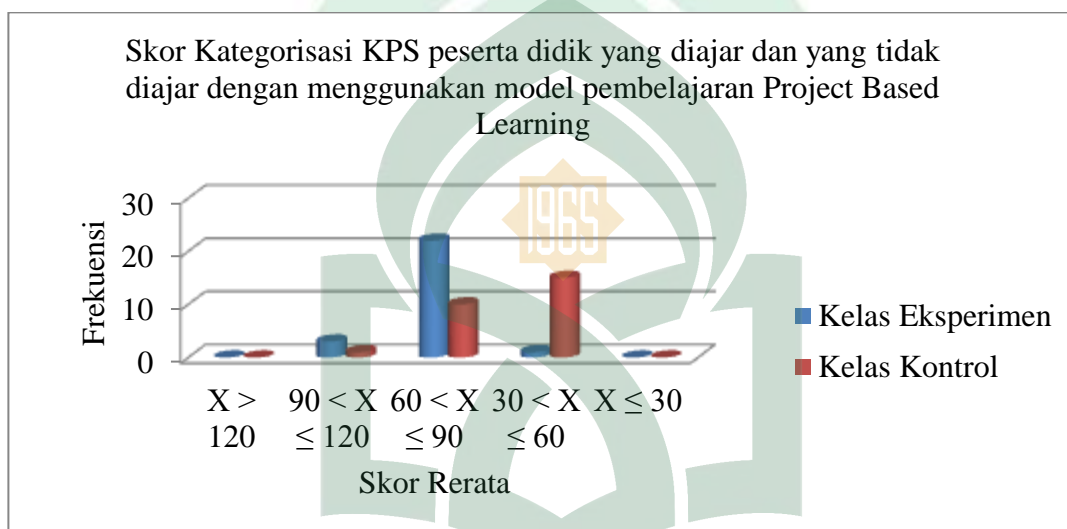 Skor Kategorisasi KPS peserta didik yang diajar dan yang tidak
diajar dengan menggunakan model pembelajaran Project Based
Learning
1965
30
20
10
0
Frekuensi
X >
120
90 < X
≤ 120
60 < X
≤ 90
30 < X
≤ 60
X ≤ 30
Skor Rerata
Kelas Eksperimen
Kelas Kontrol